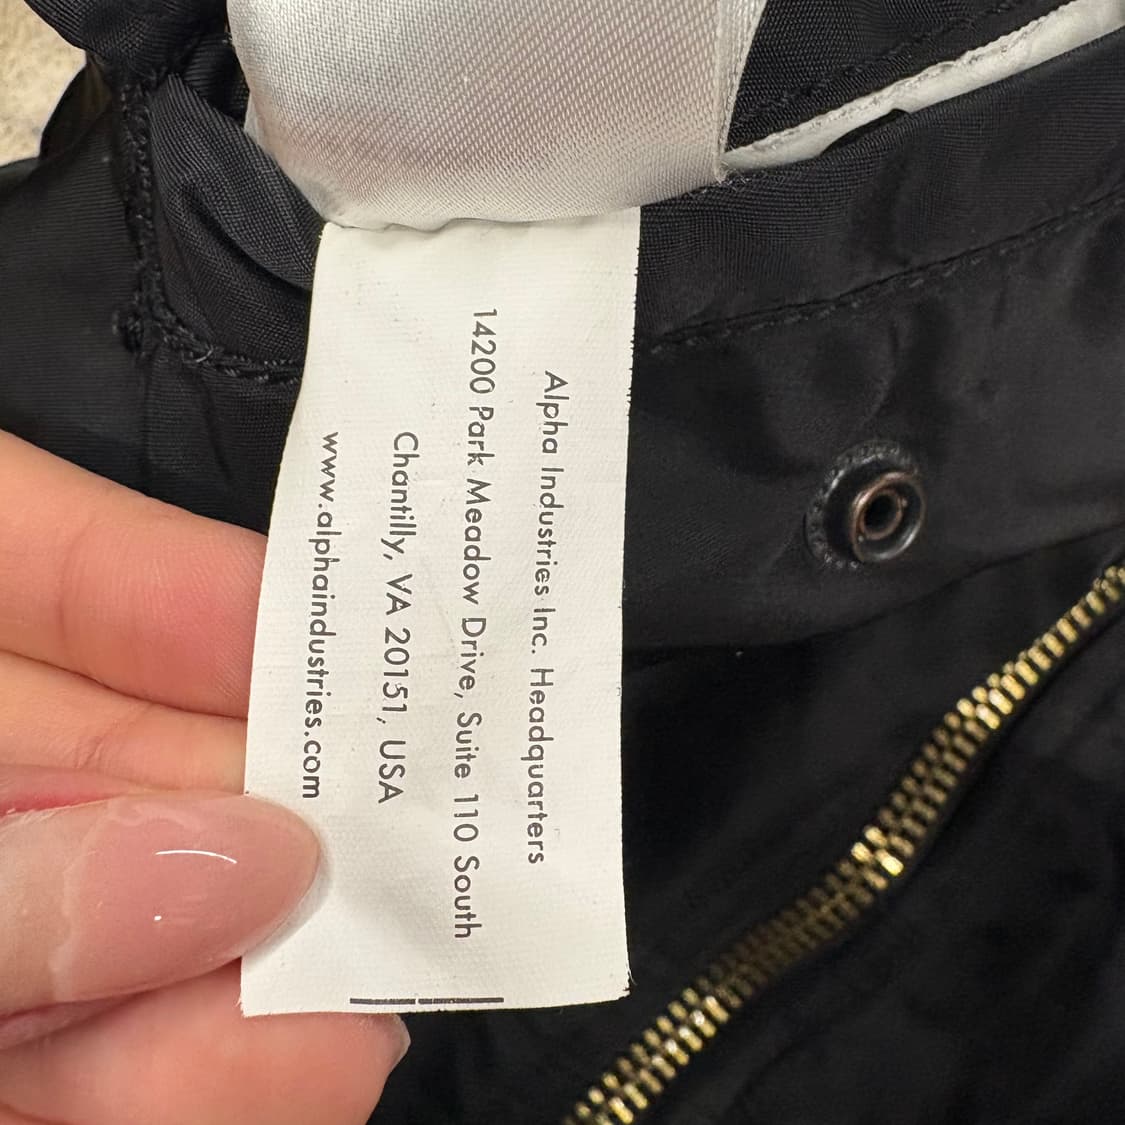 Alpha Industries Inc. Headquarters
14200 Park Meadow Drive, Suite 110 South
Chantilly, VA 20151, USA
www.alphaindustries.com